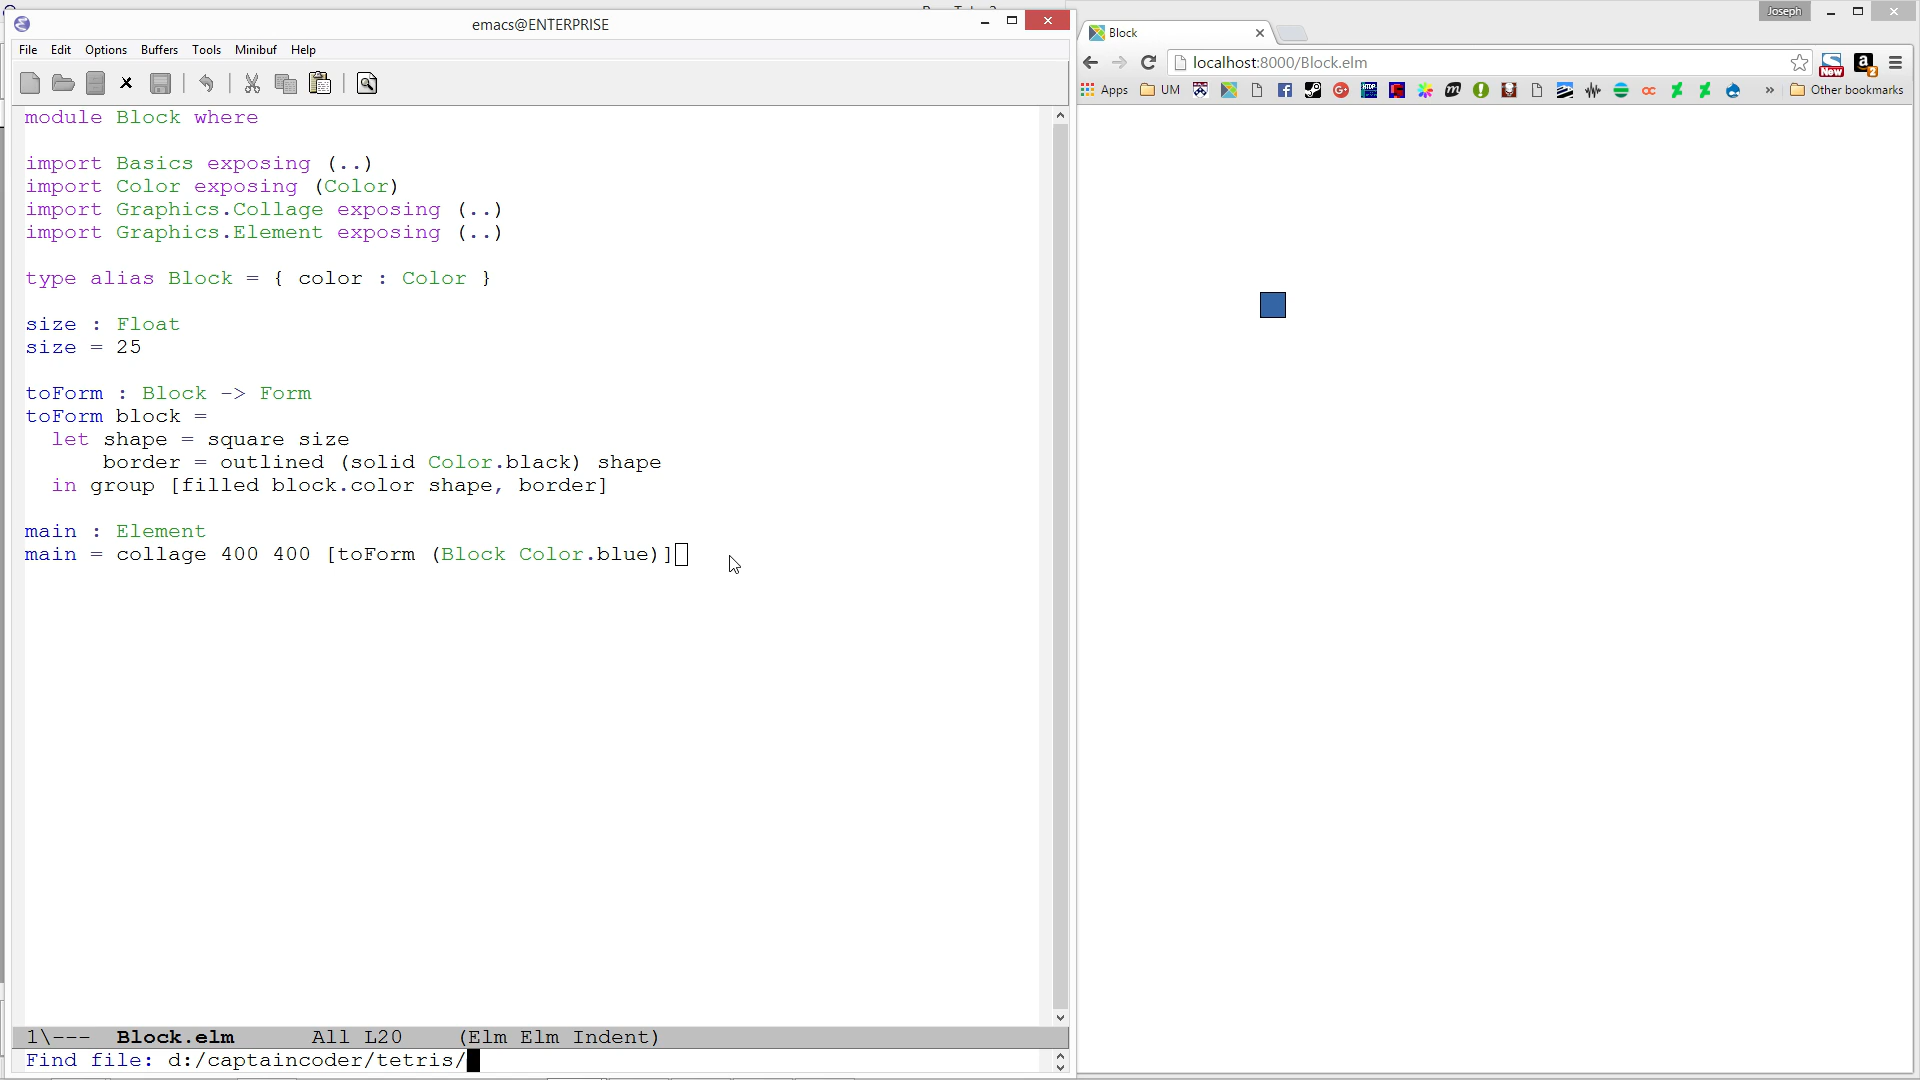 emacs@ENTERPRISE
File Edit Options Buffers Tools Minibuf Help
module Block where
import Basics exposing (..)
import Color exposing (Color)
import Graphics.Collage exposing (..)
import Graphics.Element exposing (..)
type alias Block = { color : Color }
size : Float
size = 25
toForm : Block -> Form
toForm block =
  let shape = square size
      border = outlined (solid Color.black) shape
  in group [filled block.color shape, border]
main : Element
main = collage 400 400 [toForm (Block Color.blue)]
1\--- Block.elm All L20 (Elm Elm Indent)
Find file: d:/captaincoder/tetris/
Joseph
Block
localhost:8000/Block.elm
New
a 2
Apps UM » Other bookmarks